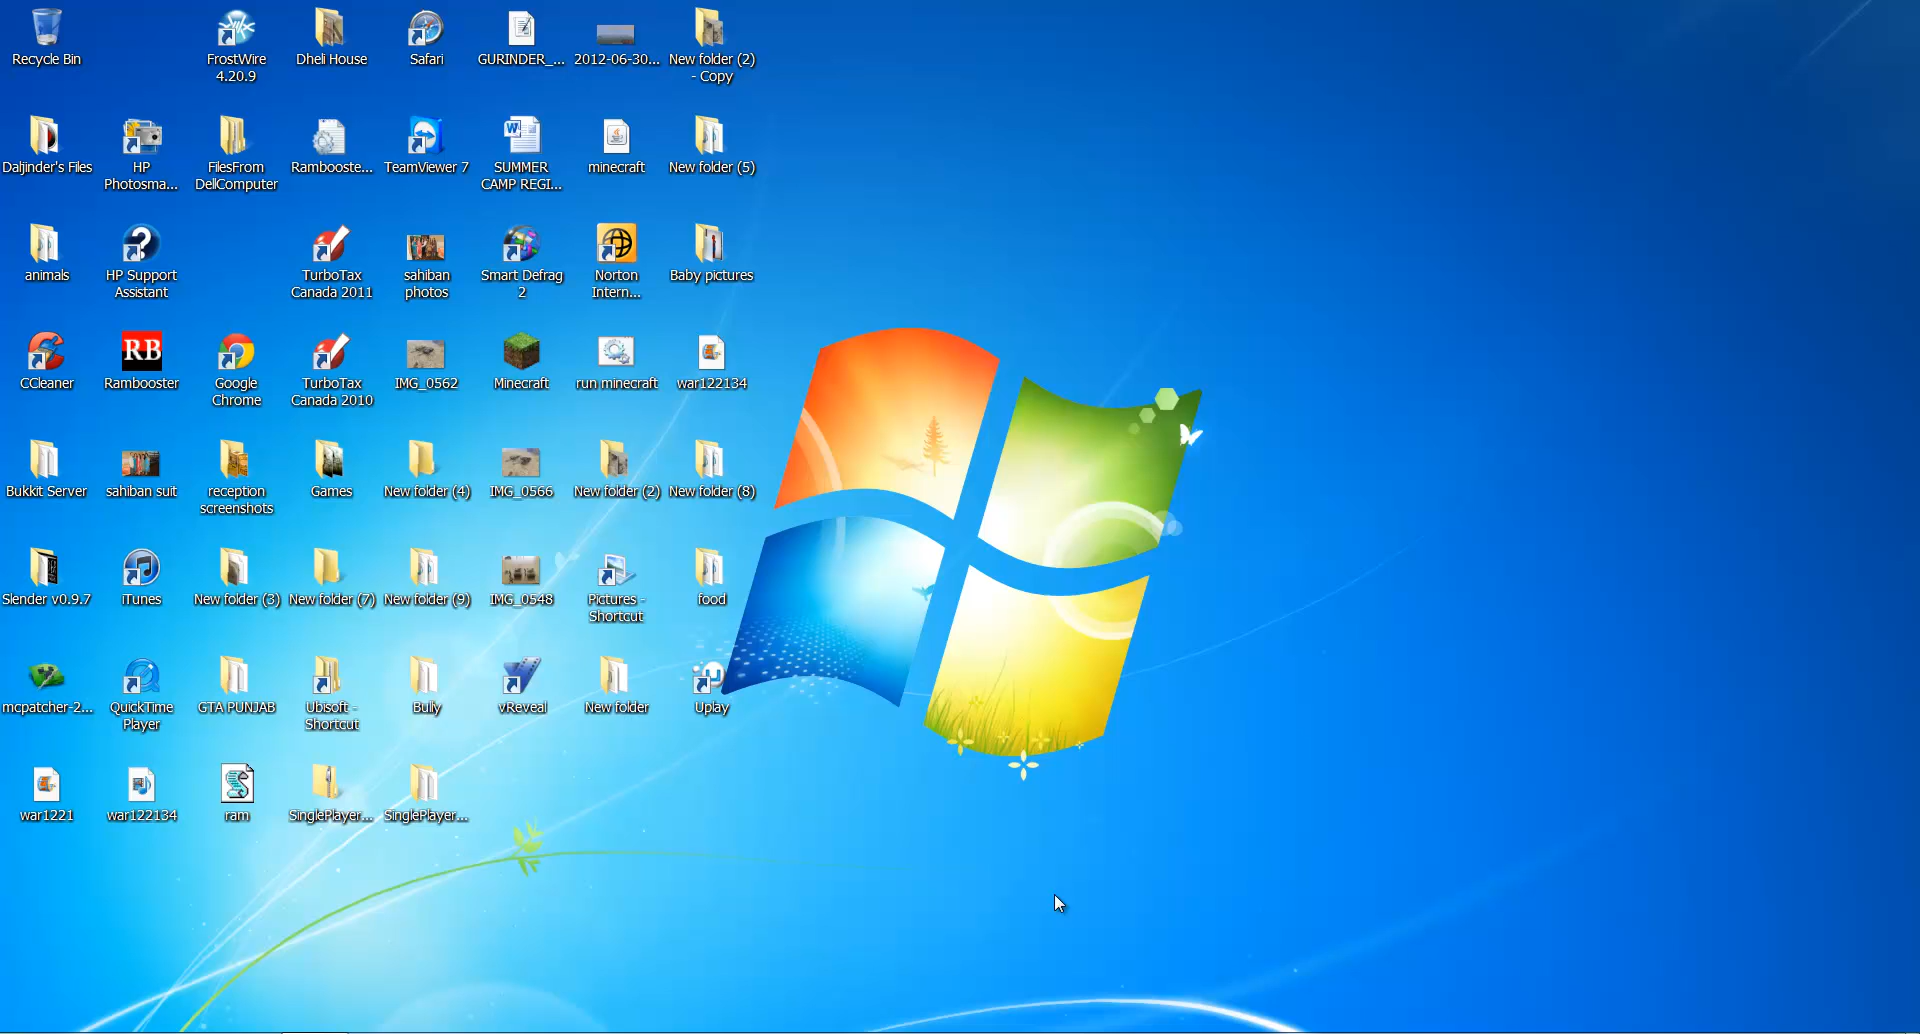 Recycle Bin
FrostWire
4.20.9
Dheli House
Safari
GURINDER_...
2012-06-30...
New folder (2)
- Copy
Daljinder's Files
HP
Photosma...
FilesFrom
DellComputer
Rambooste...
TeamViewer 7
SUMMER
CAMP REGI...
minecraft
New folder (5)
animals
HP Support
Assistant
TurboTax
Canada 2011
sahiban
photos
Smart Defrag
2
Norton
Intern...
Baby pictures
CCleaner
RB
Rambooster
Google
Chrome
TurboTax
Canada 2010
IMG_0562
Minecraft
run minecraft
war122134
Bukkit Server
sahiban suit
reception
screenshots
Games
New folder (4)
IMG_0566
New folder (2)
New folder (8)
Slender v0.9.7
iTunes
New folder (3)
New folder (7)
New folder (9)
IMG_0548
Pictures -
Shortcut
food
mcpatcher-2...
QuickTime
Player
GTA PUNJAB
Ubisoft -
Shortcut
Bully
vReveal
New folder
Uplay
war1221
war122134
ram
SinglePlayer...
SinglePlayer...